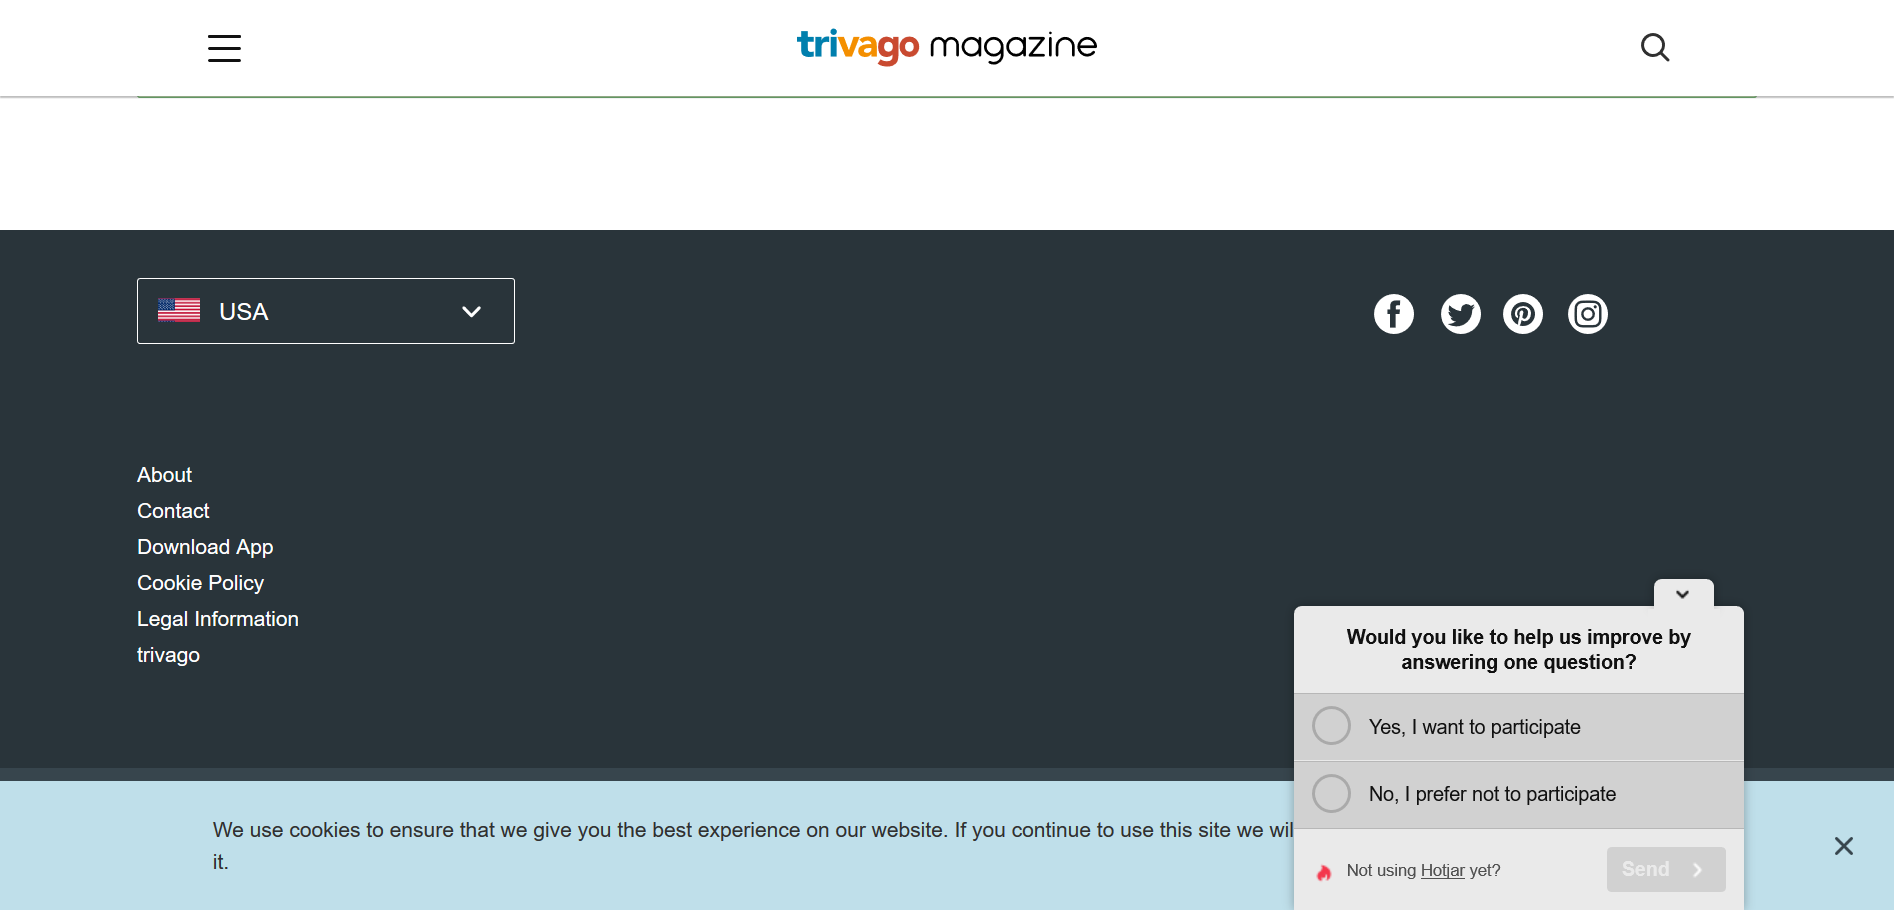 trivago magazine
USA
About
Contact
Download App
Cookie Policy
Legal Information
trivago
Would you like to help us improve by
answering one question?
Yes, I want to participate
No, I prefer not to participate
Not using Hotjar yet?
Send
We use cookies to ensure that we give you the best experience on our website. If you continue to use this site we
it.